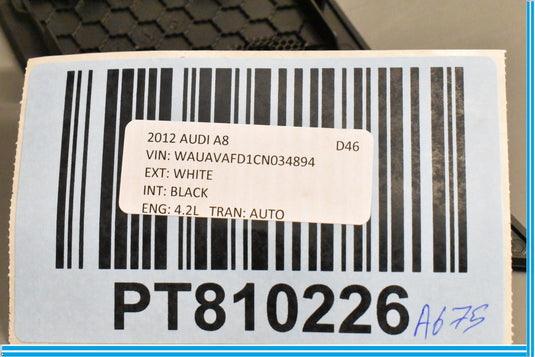 2012 AUDI A8 D46
VIN: WAUAVAFD1CN034894
EXT: WHITE
INT: BLACK
ENG: 4.2L TRAN: AUTO
PT810226 A675